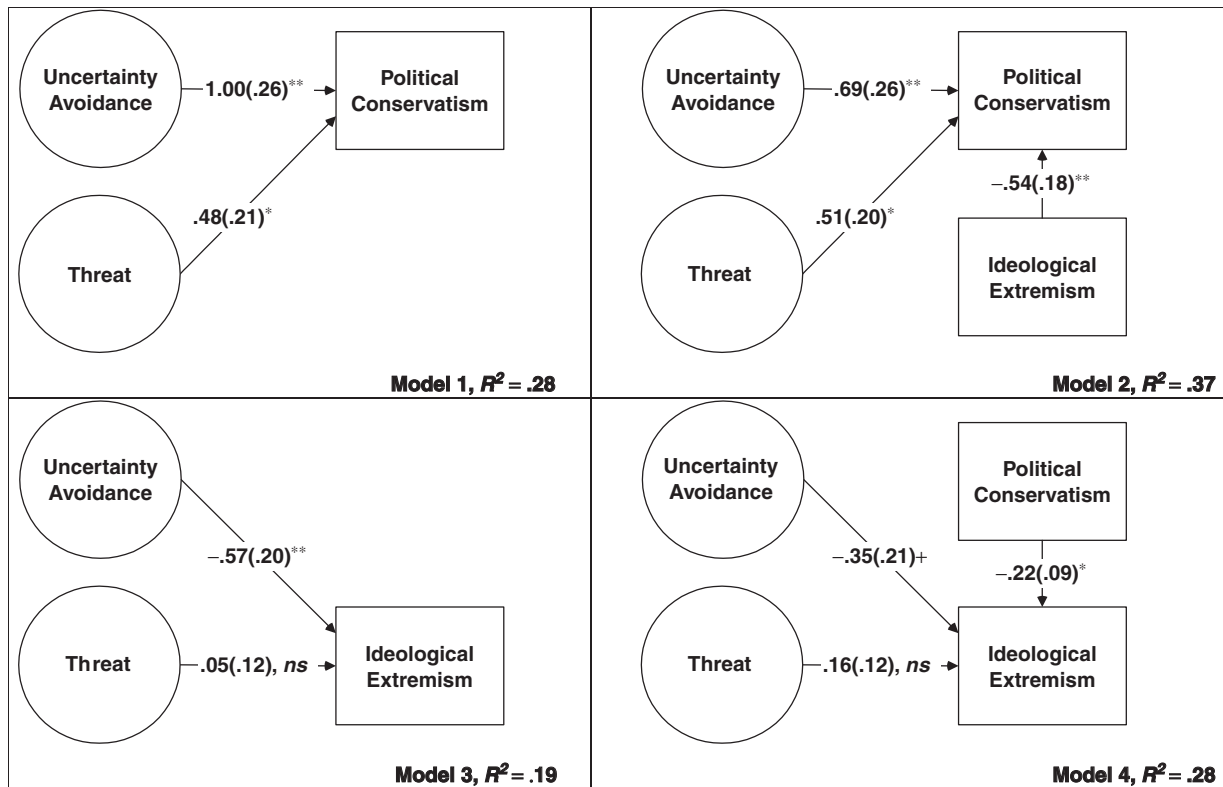 Uncertainty
Avoidance
1.00(.26)**
Political
Conservatism
.48(.21)*
Threat
Model 1, R² = .28
Uncertainty
Avoidance
.69(.26)**
Political
Conservatism
−.54(.18)**
.51(.20)*
Threat
Ideological
Extremism
Model 2, R² = .37
Uncertainty
Avoidance
−.57(.20)**
Threat
.05(.12), ns
Ideological
Extremism
Model 3, R² = .19
Uncertainty
Avoidance
Political
Conservatism
−.35(.21)+
−.22(.09)*
Threat
.16(.12), ns
Ideological
Extremism
Model 4, R² = .28